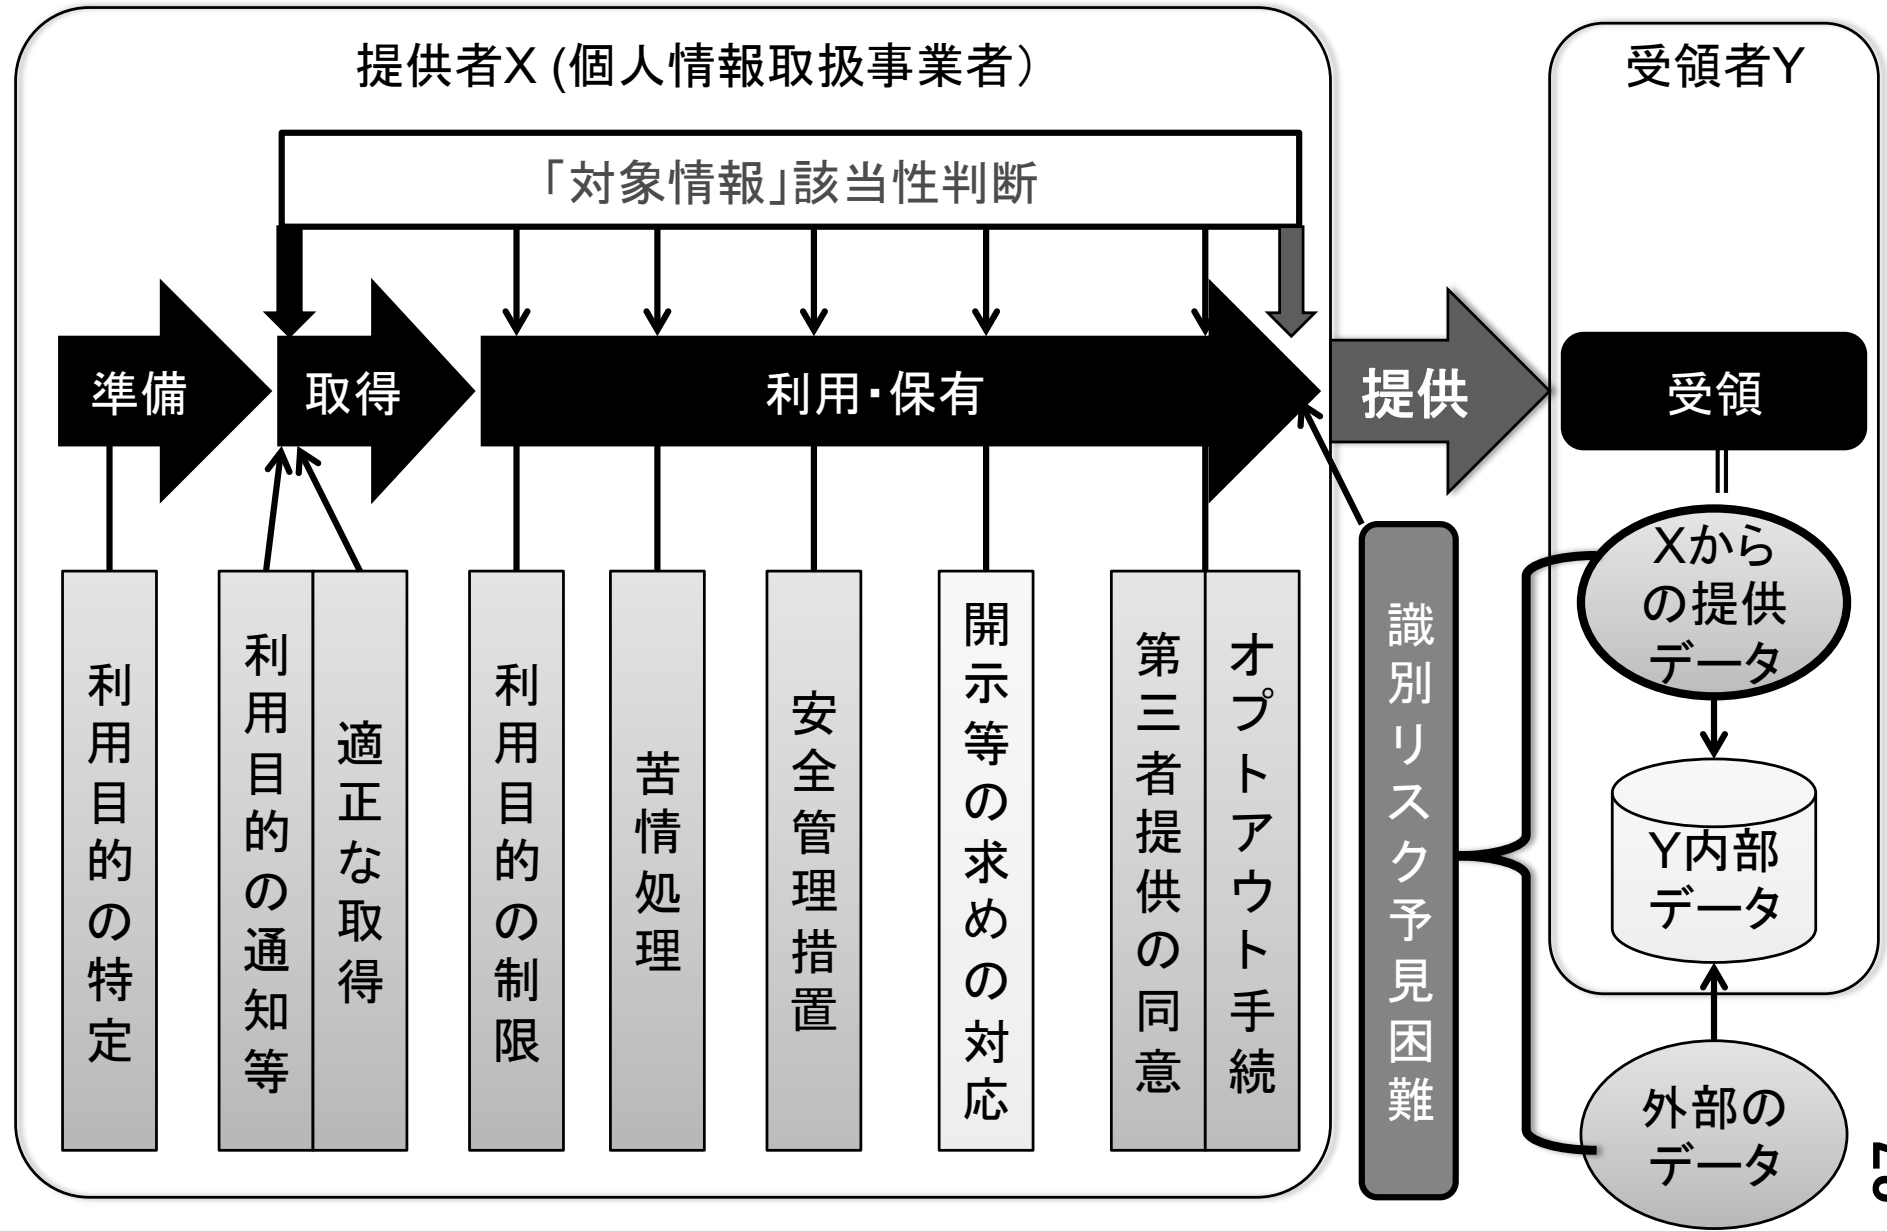 提供者X (個人情報取扱事業者）
受領者Y
「対象情報」該当性判断
準備
取得
利用・保有
提供
受領
利用目的の特定
利用目的の通知等
適正な取得
利用目的の制限
苦情処理
安全管理措置
開示等の求めの対応
第三者提供の同意
オプトアウト手続
識別リスク予見困難
Xから
の提供
データ
Y内部
データ
外部の
データ